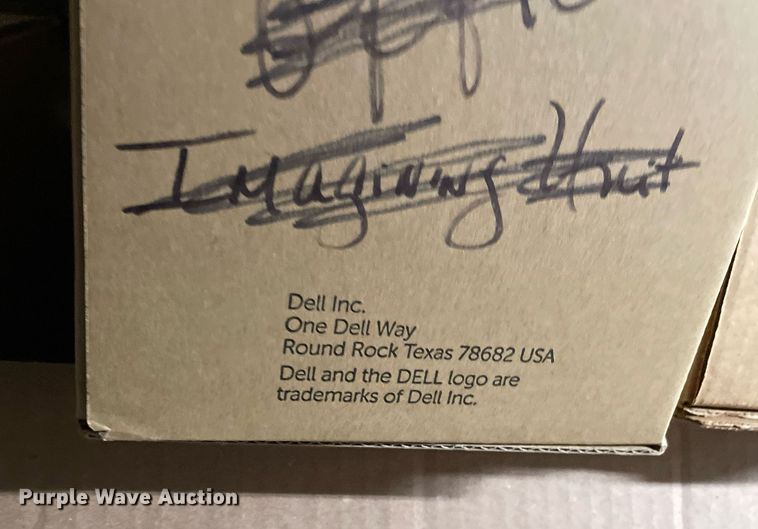 Imagining Unit
Dell Inc.
One Dell Way
Round Rock Texas 78682 USA
Dell and the DELL logo are
trademarks of Dell Inc.
Purple Wave Auction